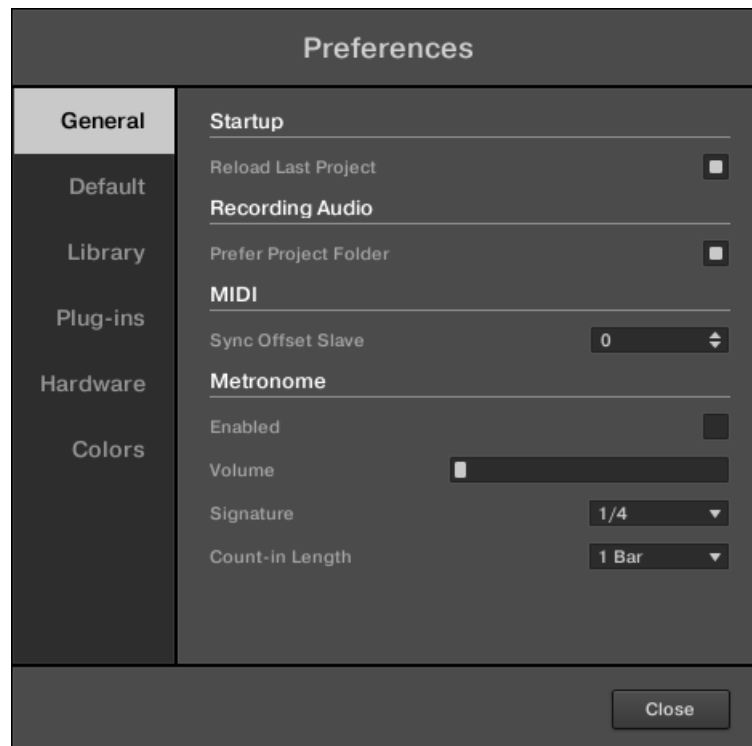 Preferences
General
Default
Library
Plug-ins
Hardware
Colors
Startup
Reload Last Project
Recording Audio
Prefer Project Folder
MIDI
Sync Offset Slave 0
Metronome
Enabled
Volume
Signature 1/4
Count-in Length 1 Bar
Close